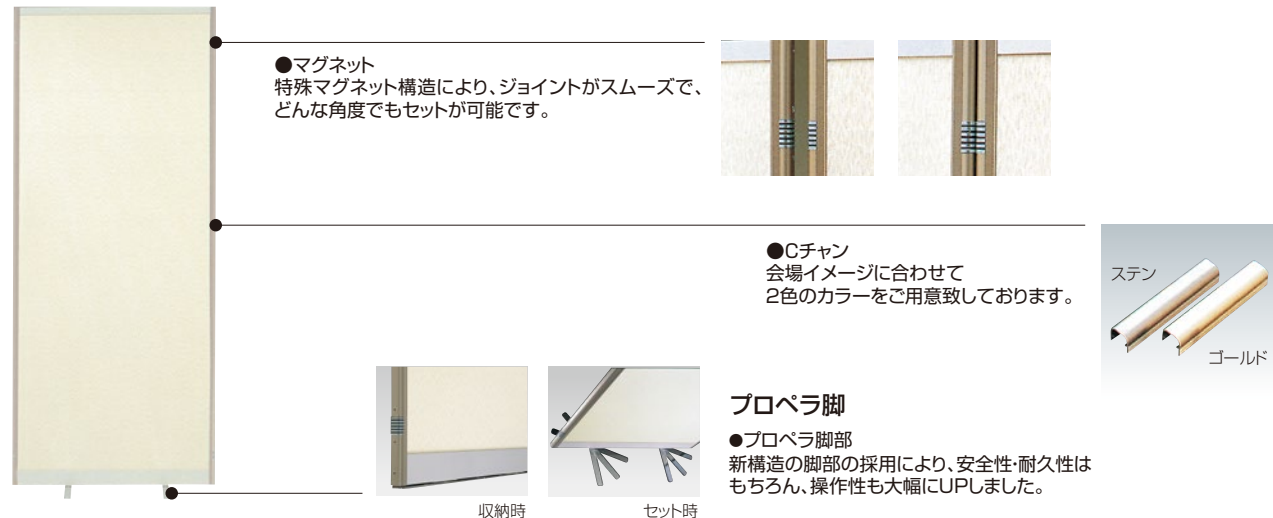 ●マグネット
特殊マグネット構造により、ジョイントがスムーズで、
どんな角度でもセットが可能です。
●Cチャン
会場イメージに合わせて
2色のカラーをご用意致しております。
ステン
ゴールド
プロペラ脚
●プロペラ脚部
新構造の脚部の採用により、安全性・耐久性は
もちろん、操作性も大幅にUPしました。
収納時
セット時